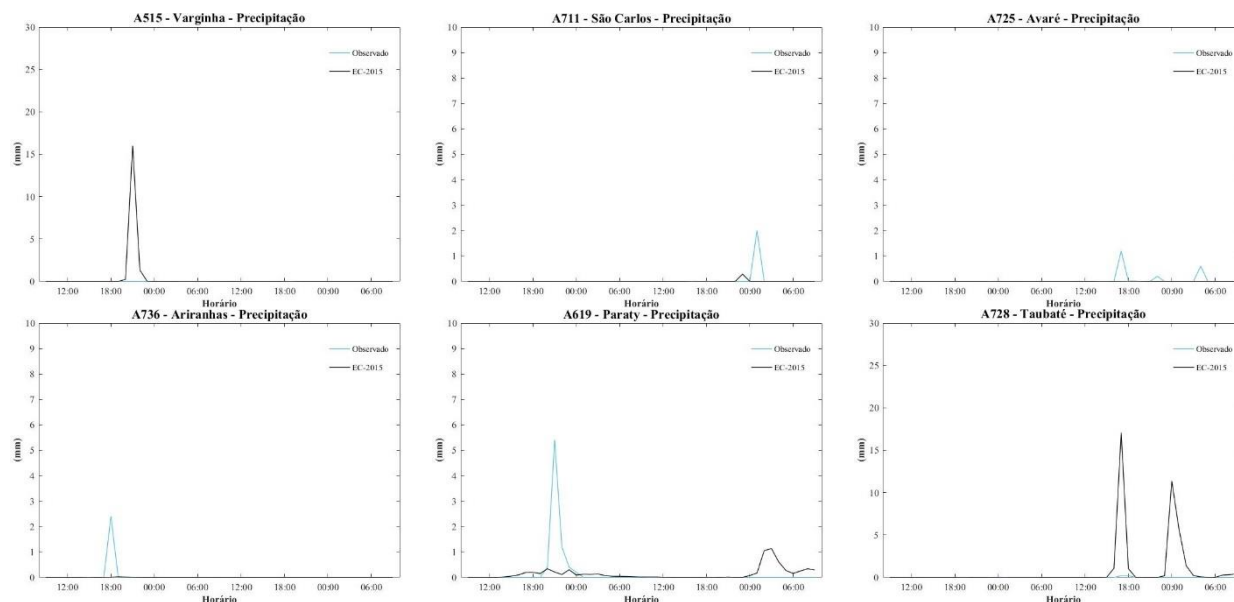 A515 - Varginha - Precipitação
30
25
20
15
10
5
0
(mm)
Observado
EC-2015
12:00 18:00 00:00 06:00 12:00 18:00 00:00 06:00
Horário
A711 - São Carlos - Precipitação
10
9
8
7
6
5
4
3
2
1
0
(mm)
Observado
EC-2015
12:00 18:00 00:00 06:00 12:00 18:00 00:00 06:00
Horário
A725 - Avaré - Precipitação
10
9
8
7
6
5
4
3
2
1
0
(mm)
Observado
EC-2015
12:00 18:00 00:00 06:00 12:00 18:00 00:00 06:00
Horário
A736 - Ariranhas - Precipitação
10
9
8
7
6
5
4
3
2
1
0
(mm)
Observado
EC-2015
12:00 18:00 00:00 06:00 12:00 18:00 00:00 06:00
Horário
A619 - Paraty - Precipitação
10
9
8
7
6
5
4
3
2
1
0
(mm)
Observado
EC-2015
12:00 18:00 00:00 06:00 12:00 18:00 00:00 06:00
Horário
A728 - Taubaté - Precipitação
30
25
20
15
10
5
0
(mm)
Observado
EC-2015
12:00 18:00 00:00 06:00 12:00 18:00 00:00 06:00
Horário